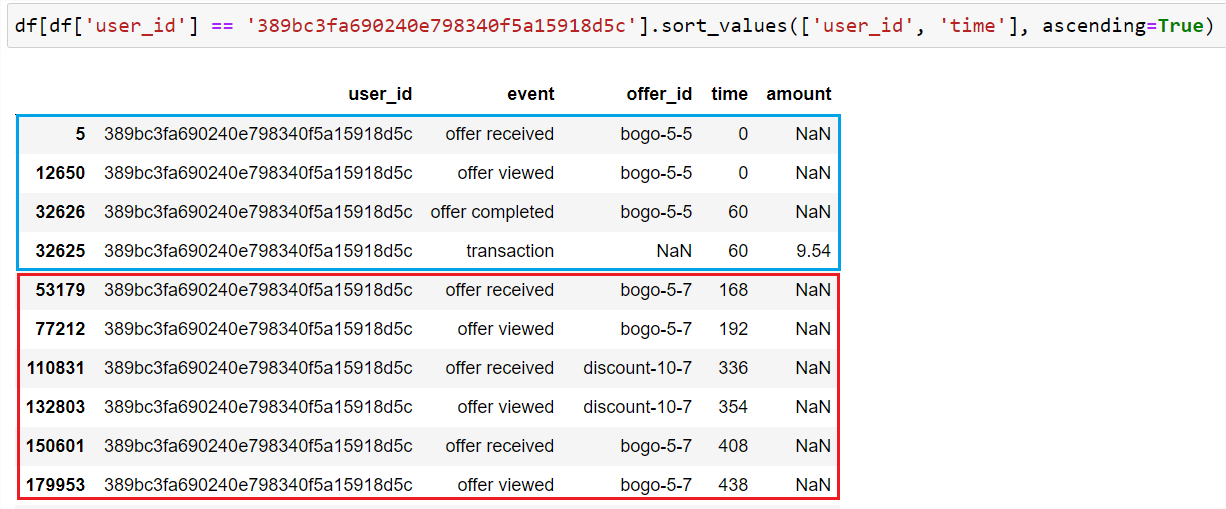 df[df['user_id'] == '389bc3fa690240e798340f5a15918d5c'].sort_values(['user_id', 'time'], ascending=True)
user_id event offer_id time amount
5 389bc3fa690240e798340f5a15918d5c offer received bogo-5-5 0 NaN
12650 389bc3fa690240e798340f5a15918d5c offer viewed bogo-5-5 0 NaN
32626 389bc3fa690240e798340f5a15918d5c offer completed bogo-5-5 60 NaN
32625 389bc3fa690240e798340f5a15918d5c transaction NaN 60 9.54
53179 389bc3fa690240e798340f5a15918d5c offer received bogo-5-7 168 NaN
77212 389bc3fa690240e798340f5a15918d5c offer viewed bogo-5-7 192 NaN
110831 389bc3fa690240e798340f5a15918d5c offer received discount-10-7 336 NaN
132803 389bc3fa690240e798340f5a15918d5c offer viewed discount-10-7 354 NaN
150601 389bc3fa690240e798340f5a15918d5c offer received bogo-5-7 408 NaN
179953 389bc3fa690240e798340f5a15918d5c offer viewed bogo-5-7 438 NaN